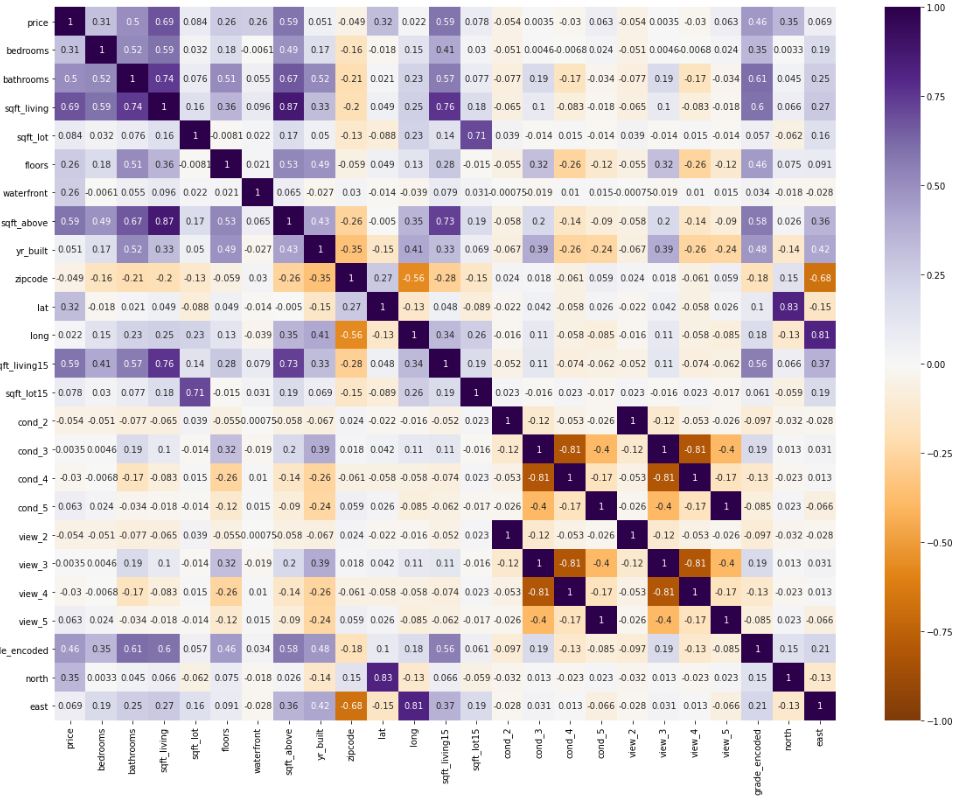 price 1 0.31 0.5 0.69 0.084 0.26 0.26 0.59 0.051 -0.049 0.32 0.022 0.59 0.078 -0.054 0.0035 -0.03 0.063 -0.054 0.0035 -0.03 0.063 0.46 0.35 0.069
bedrooms 0.31 1 0.52 0.59 0.032 0.18 -0.0061 0.49 0.17 -0.16 -0.018 0.15 0.41 0.03 -0.051 0.0046 -0.0068 0.024 -0.051 0.0046 -0.0068 0.024 0.35 0.0033 0.19
bathrooms 0.5 0.52 1 0.74 0.076 0.51 0.055 0.67 0.52 -0.21 0.021 0.23 0.57 0.077 -0.077 0.19 -0.17 -0.034 -0.077 0.19 -0.17 -0.034 0.61 0.045 0.25
sqft_living 0.69 0.59 0.74 1 0.16 0.36 0.096 0.87 0.33 -0.2 0.049 0.25 0.76 0.18 -0.065 0.1 -0.083 -0.018 -0.065 0.1 -0.083 -0.018 0.6 0.066 0.27
sqft_lot 0.084 0.032 0.076 0.16 1 -0.0081 0.022 0.17 0.05 -0.13 -0.088 0.23 0.14 0.71 0.039 -0.014 0.015 -0.014 0.039 -0.014 0.015 -0.014 0.057 -0.062 0.16
floors 0.26 0.18 0.51 0.36 -0.0081 1 0.021 0.53 0.49 -0.059 0.049 0.13 0.28 -0.015 -0.055 0.32 -0.26 -0.12 -0.055 0.32 -0.26 -0.12 0.46 0.075 0.091
waterfront 0.26 -0.0061 0.055 0.096 0.022 0.021 1 0.065 -0.027 0.03 -0.014 -0.039 0.079 0.031 -0.00075 -0.019 0.01 0.015 -0.00075 -0.019 0.01 0.015 0.034 -0.018 -0.028
sqft_above 0.59 0.49 0.67 0.87 0.17 0.53 0.065 1 0.43 -0.26 -0.005 0.35 0.73 0.19 -0.058 0.2 -0.14 -0.09 -0.058 0.2 -0.14 -0.09 0.58 0.026 0.36
yr_built 0.051 0.17 0.52 0.33 0.05 0.49 -0.027 0.43 1 -0.35 -0.15 0.41 0.33 0.069 -0.067 0.39 -0.26 -0.24 -0.067 0.39 -0.26 -0.24 0.48 -0.14 0.42
zipcode -0.049 -0.16 -0.21 -0.2 -0.13 -0.059 0.03 -0.26 -0.35 1 0.27 -0.56 -0.28 -0.15 0.024 0.018 -0.061 0.059 0.024 0.018 -0.061 0.059 -0.18 0.15 -0.68
lat 0.32 -0.018 0.021 0.049 -0.088 0.049 -0.014 -0.005 -0.15 0.27 1 -0.13 0.048 -0.089 -0.022 0.042 -0.058 0.026 -0.022 0.042 -0.058 0.026 0.1 0.83 -0.15
long 0.022 0.15 0.23 0.25 0.23 0.13 -0.039 0.35 0.41 -0.56 -0.13 1 0.34 0.26 -0.016 0.11 -0.058 -0.085 -0.016 0.11 -0.058 -0.085 0.18 -0.13 0.81
qft_living15 0.59 0.41 0.57 0.76 0.14 0.28 0.079 0.73 0.33 -0.28 0.048 0.34 1 0.19 -0.052 0.11 -0.074 -0.062 -0.052 0.11 -0.074 -0.062 0.56 0.066 0.37
sqft_lot15 0.078 0.03 0.077 0.18 0.71 -0.015 0.031 0.19 0.069 -0.15 -0.089 0.26 0.19 1 0.023 -0.016 0.023 -0.017 0.023 -0.016 0.023 -0.017 0.061 -0.059 0.19
cond_2 -0.054 -0.051 -0.077 -0.065 0.039 -0.055 -0.00075 -0.058 -0.067 0.024 -0.022 -0.016 -0.052 0.023 1 -0.12 -0.053 -0.026 1 -0.12 -0.053 -0.026 -0.097 -0.032 -0.028
cond_3 -0.0035 0.0046 0.19 0.1 -0.014 0.32 -0.019 0.2 0.39 0.018 0.042 0.11 0.11 -0.016 -0.12 1 -0.81 -0.4 -0.12 1 -0.81 -0.4 0.19 0.013 0.031
cond_4 -0.03 -0.0068 -0.17 -0.083 0.015 -0.26 0.01 -0.14 -0.26 -0.061 -0.058 -0.058 -0.074 0.023 -0.053 -0.81 1 -0.17 -0.053 -0.81 1 -0.17 -0.13 -0.023 0.013
cond_5 0.063 0.024 -0.034 -0.018 -0.014 -0.12 0.015 -0.09 -0.24 0.059 0.026 -0.085 -0.062 -0.017 -0.026 -0.4 -0.17 1 -0.026 -0.4 -0.17 1 -0.085 0.023 -0.066
view_2 -0.054 -0.051 -0.077 -0.065 0.039 -0.055 -0.00075 -0.058 -0.067 0.024 -0.022 -0.016 -0.052 0.023 1 -0.12 -0.053 -0.026 1 -0.12 -0.053 -0.026 -0.097 -0.032 -0.028
view_3 -0.0035 0.0046 0.19 0.1 -0.014 0.32 -0.019 0.2 0.39 0.018 0.042 0.11 0.11 -0.016 -0.12 1 -0.81 -0.4 -0.12 1 -0.81 -0.4 0.19 0.013 0.031
view_4 -0.03 -0.0068 -0.17 -0.083 0.015 -0.26 0.01 -0.14 -0.26 -0.061 -0.058 -0.058 -0.074 0.023 -0.053 -0.81 1 -0.17 -0.053 -0.81 1 -0.17 -0.13 -0.023 0.013
view_5 0.063 0.024 -0.034 -0.018 -0.014 -0.12 0.015 -0.09 -0.24 0.059 0.026 -0.085 -0.062 -0.017 -0.026 -0.4 -0.17 1 -0.026 -0.4 -0.17 1 -0.085 0.023 -0.066
de_encoded 0.46 0.35 0.61 0.6 0.057 0.46 0.034 0.58 0.48 -0.18 0.1 0.18 0.56 0.061 -0.097 0.19 -0.13 -0.085 -0.097 0.19 -0.13 -0.085 1 0.15 0.21
north 0.35 0.0033 0.045 0.066 -0.062 0.075 -0.018 0.026 -0.14 0.15 0.83 -0.13 0.066 -0.059 -0.032 0.013 -0.023 0.023 -0.032 0.013 -0.023 0.023 0.15 1 -0.13
east 0.069 0.19 0.25 0.27 0.16 0.091 -0.028 0.36 0.42 -0.68 -0.15 0.81 0.37 0.19 -0.028 0.031 0.013 -0.066 -0.028 0.031 0.013 -0.066 0.21 -0.13 1
price bedrooms bathrooms sqft_living sqft_lot floors waterfront sqft_above yr_built zipcode lat long sqft_living15 sqft_lot15 cond_2 cond_3 cond_4 cond_5 view_2 view_3 view_4 view_5 grade_encoded north east
1.00
0.75
0.50
0.25
0.00
−0.25
−0.50
−0.75
−1.00